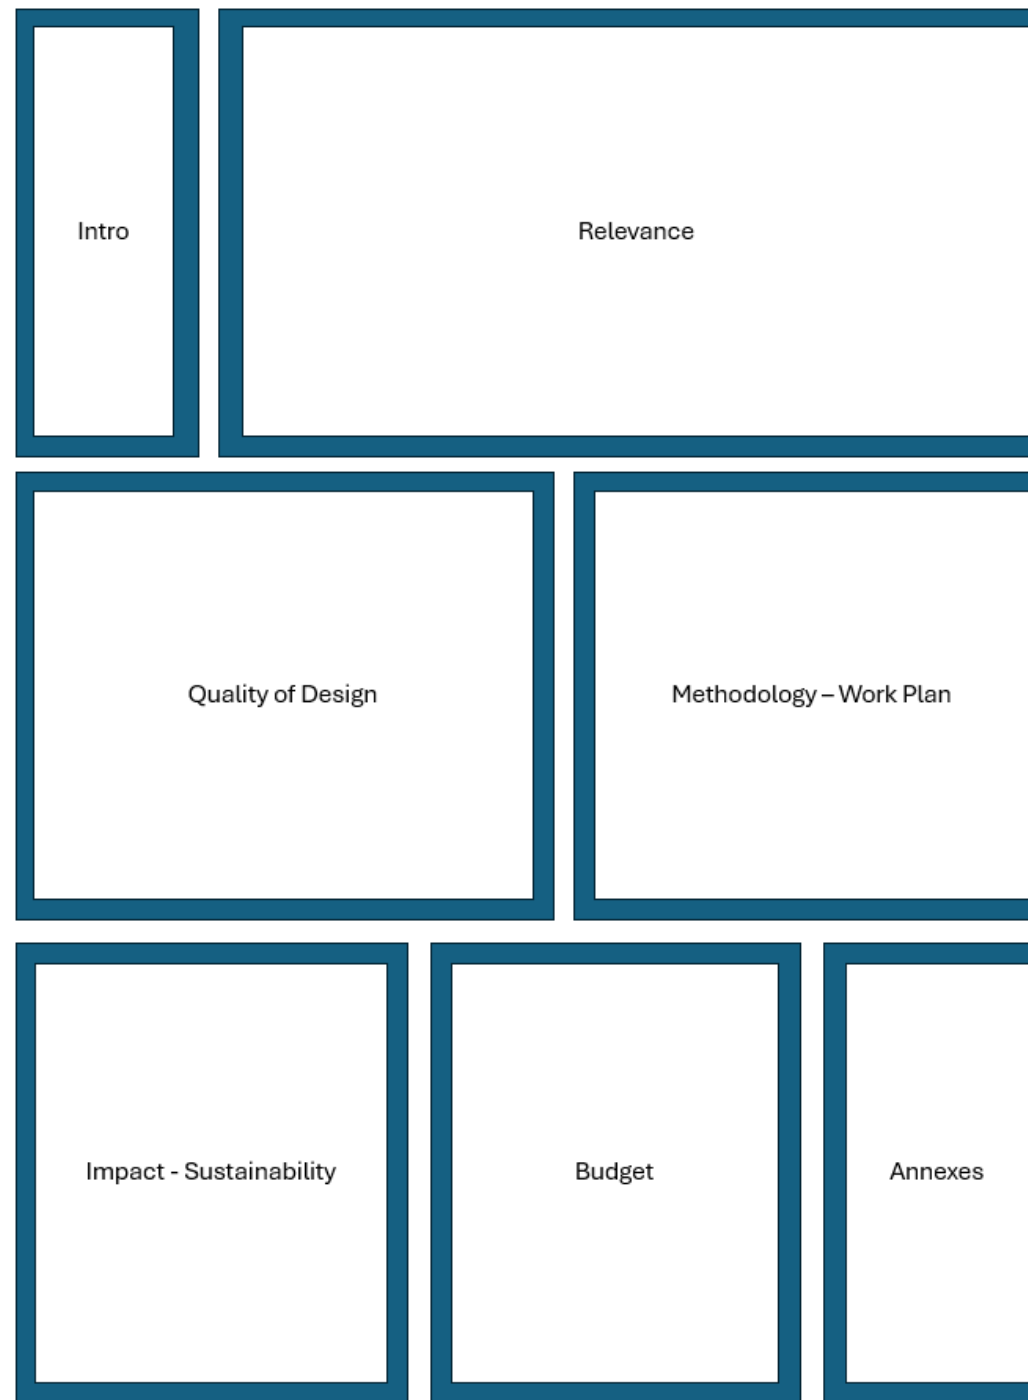 Intro
Relevance
Quality of Design
Methodology – Work Plan
Impact - Sustainability
Budget
Annexes